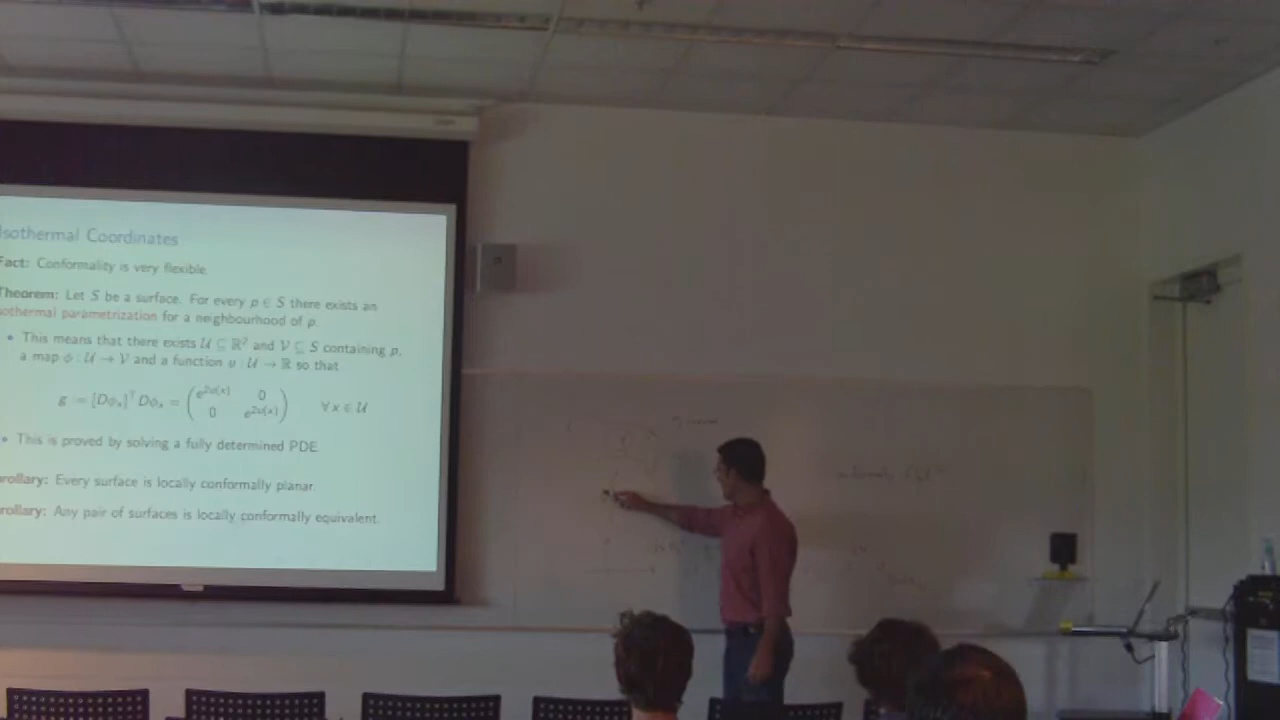 Isothermal Coordinates
Fact: Conformality is very flexible
Theorem: Let S be a surface. For every p ∈ S there exists an
othermal parametrization for a neighbourhood of p.
• This means that there exists U ⊆ ℝ² and V ⊆ S containing p,
a map ϕ : U → V and a function u : U → ℝ so that
g = [Dϕₓ]ᵀ Dϕₓ = ( e^{2u(x)} 0 ; 0 e^{2u(x)} ) ∀ x ∈ U
• This is proved by solving a fully determined PDE.
rollary: Every surface is locally conformally planar.
rollary: Any pair of surfaces is locally conformally equivalent.